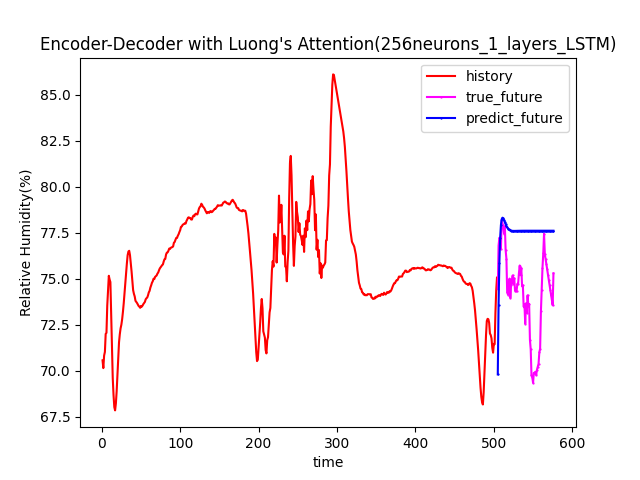 Encoder-Decoder with Luong's Attention(256neurons_1_layers_LSTM)
history
true_future
predict_future
Relative Humidity(%)
85.0
82.5
80.0
77.5
75.0
72.5
70.0
67.5
0 100 200 300 400 500 600
time